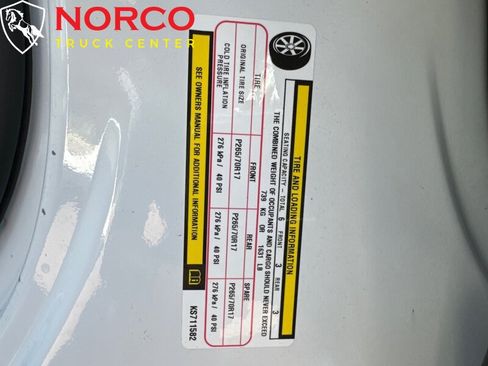 NORCO
TRUCK CENTER
TIRE AND LOADING INFORMATION
SEATING CAPACITY - TOTAL 6 FRONT 3 REAR 3
THE COMBINED WEIGHT OF OCCUPANTS AND CARGO SHOULD NEVER EXCEED
739 KG OR 1631 LB
TIRE FRONT REAR SPARE
ORIGINAL TIRE SIZE P265/70R17 P265/70R17 P265/70R17
COLD TIRE INFLATION PRESSURE 276 kPa / 40 PSI 276 kPa / 40 PSI 276 kPa / 40 PSI
SEE OWNERS MANUAL FOR ADDITIONAL INFORMATION KS711582